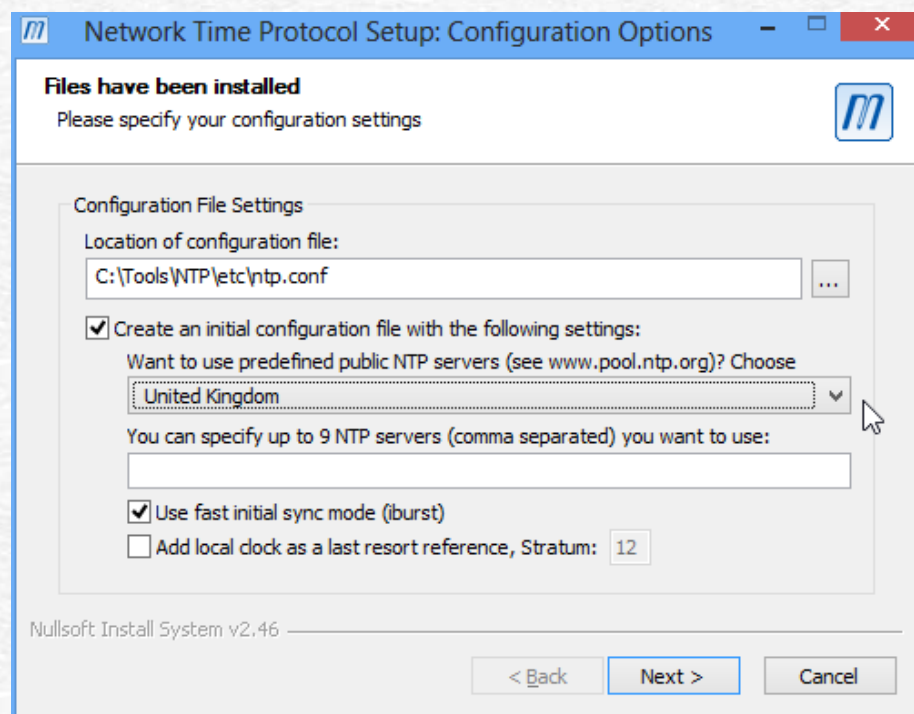 Network Time Protocol Setup: Configuration Options
Files have been installed
Please specify your configuration settings
Configuration File Settings
Location of configuration file:
C:\Tools\NTP\etc\ntp.conf
...
Create an initial configuration file with the following settings:
Want to use predefined public NTP servers (see www.pool.ntp.org)? Choose
United Kingdom
You can specify up to 9 NTP servers (comma separated) you want to use:
Use fast initial sync mode (iburst)
Add local clock as a last resort reference, Stratum: 12
Nullsoft Install System v2.46
< Back Next > Cancel